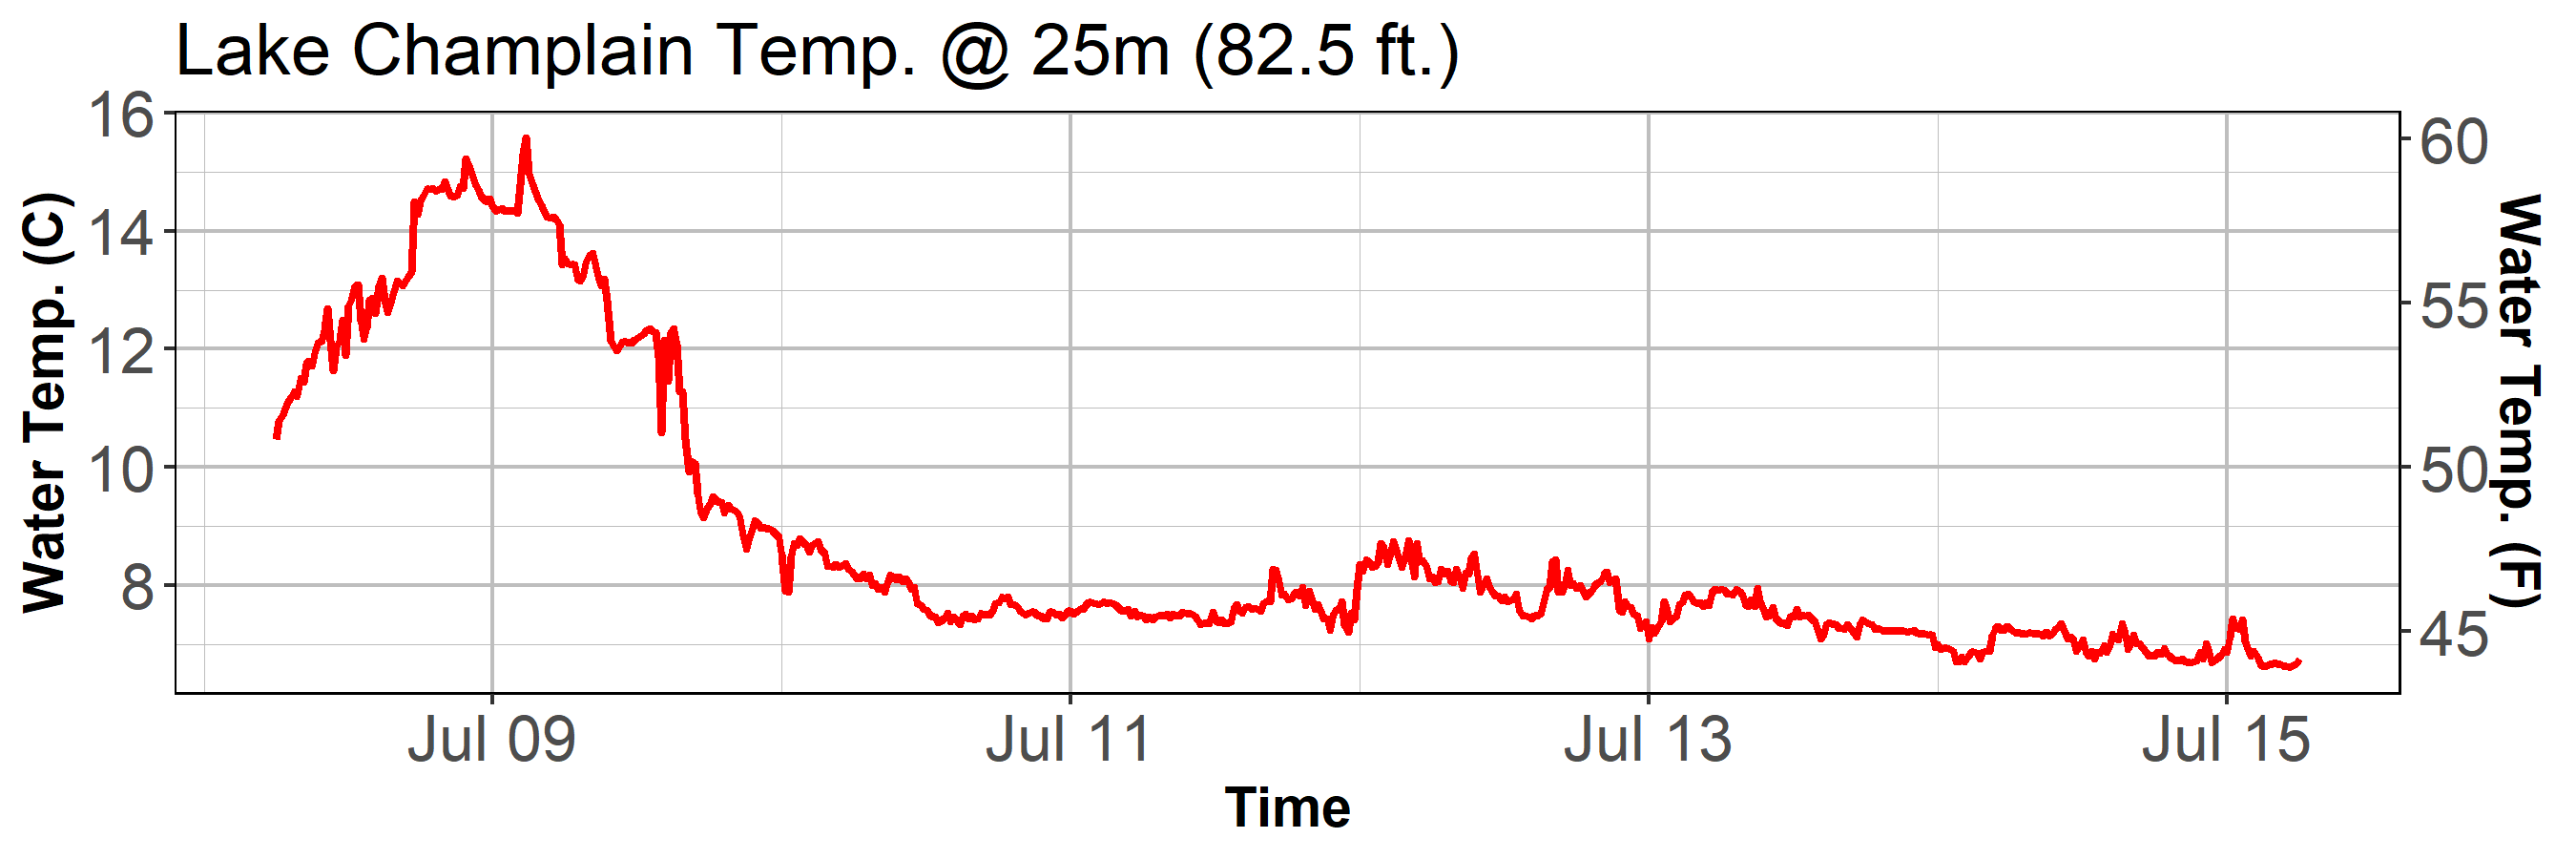 Lake Champlain Temp. @ 25m (82.5 ft.)
Water Temp. (C)
16
14
12
10
8
60
55
50
45
Water Temp. (F)
Jul 09 Jul 11 Jul 13 Jul 15
Time